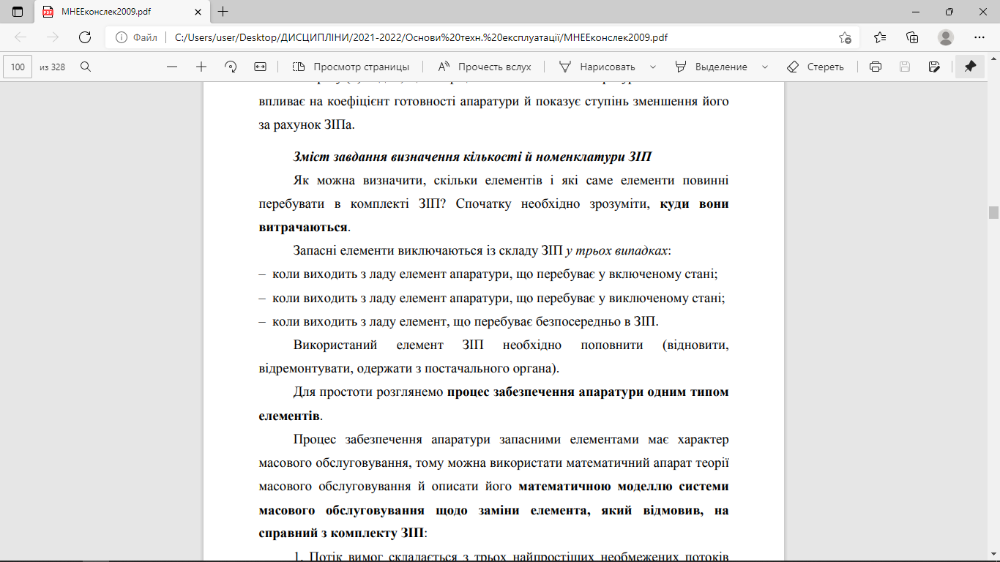 МНЕЕконслек2009.pdf
Файл
C:/Users/user/Desktop/ДИСЦИПЛІНИ/2021-2022/Основи%20техн.%20експлуатації/МНЕЕконслек2009.pdf
100 из 328
Просмотр страницы
Прочесть вслух
Нарисовать
Выделение
Стереть
впливає на коефіцієнт готовності апаратури й показує ступінь зменшення його
за рахунок ЗІПа.
Зміст завдання визначення кількості й номенклатури ЗІП
Як можна визначити, скільки елементів і які саме елементи повинні
перебувати в комплекті ЗІП? Спочатку необхідно зрозуміти, куди вони
витрачаються.
Запасні елементи виключаються із складу ЗІП у трьох випадках:
– коли виходить з ладу елемент апаратури, що перебуває у включеному стані;
– коли виходить з ладу елемент апаратури, що перебуває у виключеному стані;
– коли виходить з ладу елемент, що перебуває безпосередньо в ЗІП.
Використаний елемент ЗІП необхідно поповнити (відновити,
відремонтувати, одержати з постачального органа).
Для простоти розглянемо процес забезпечення апаратури одним типом
елементів.
Процес забезпечення апаратури запасними елементами має характер
масового обслуговування, тому можна використати математичний апарат теорії
масового обслуговування й описати його математичною моделлю системи
масового обслуговування щодо заміни елемента, який відмовив, на
справний з комплекту ЗІП:
1. Потік вимог складається з трьох найпростіших необмежених потоків